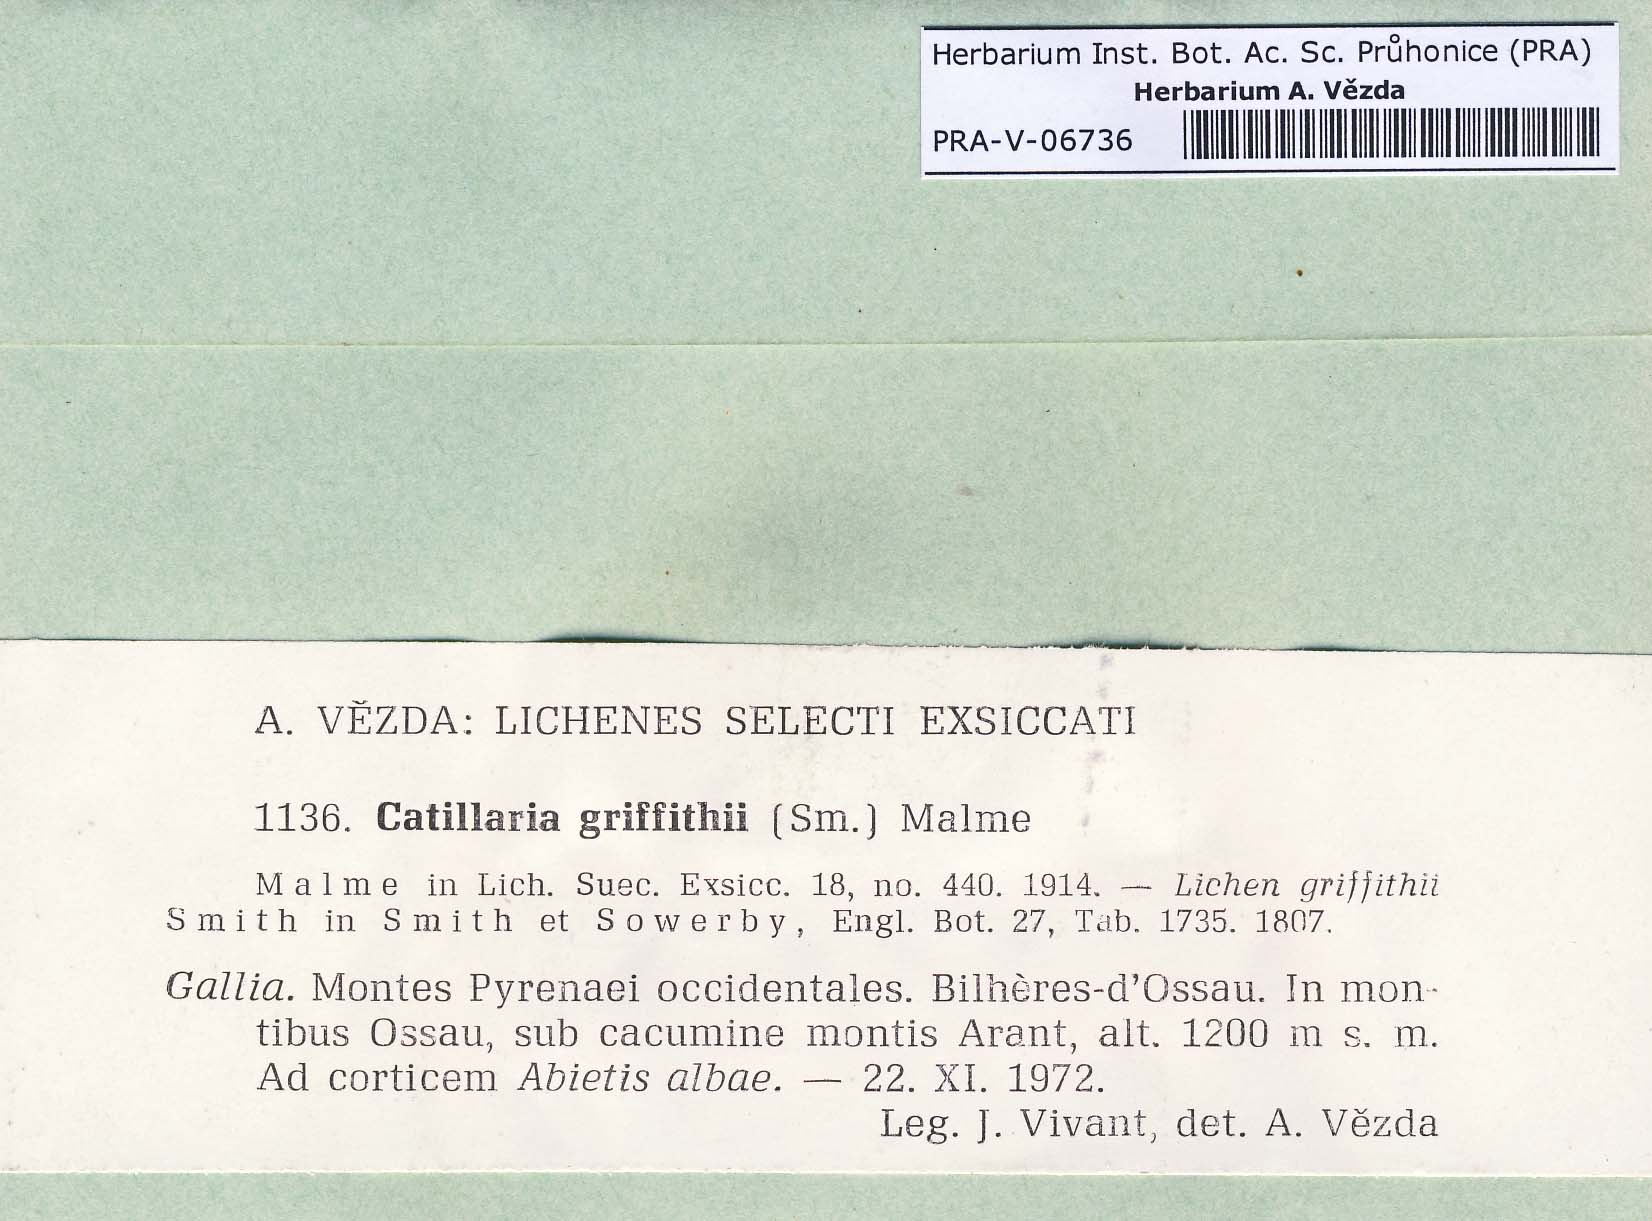 Herbarium Inst. Bot. Ac. Sc. Průhonice (PRA)
Herbarium A. Vězda
PRA-V-06736
A. VĚZDA: LICHENES SELECTI EXSICCATI
1136. Catillaria griffithii (Sm.) Malme
Malme in Lich. Suec. Exsicc. 18, no. 440. 1914. — Lichen griffithii
Smith in Smith et Sowerby, Engl. Bot. 27, Tab. 1735. 1807.
Gallia. Montes Pyrenaei occidentales. Bilhères-d'Ossau. In mon-
tibus Ossau, sub cacumine montis Arant, alt. 1200 m s. m.
Ad corticem Abietis albae. — 22. XI. 1972.
Leg. J. Vivant, det. A. Vězda